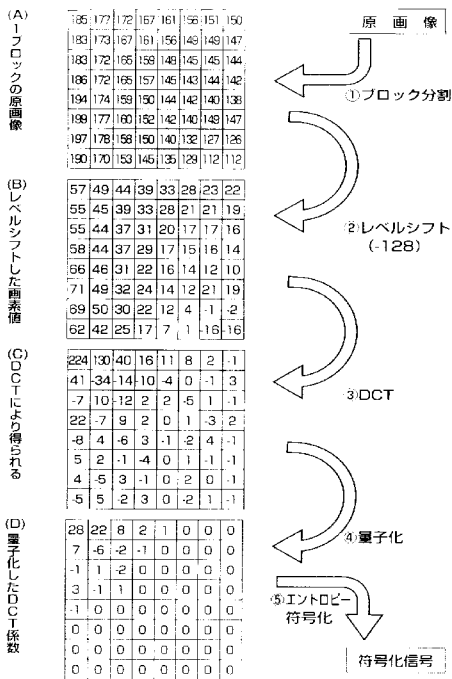 (A)
1ブロックの原画像
185 177 172 167 161 156 151 150
183 173 167 161 156 149 149 147
183 172 165 159 148 145 145 144
186 172 165 157 145 143 144 142
194 174 159 150 144 142 140 138
199 177 160 152 142 140 149 147
197 178 158 150 140 132 127 126
190 170 153 145 135 129 112 112
原画像
①ブロック分割
(B)
レベルシフトした画素値
57 49 44 39 33 28 23 22
55 45 39 33 28 21 21 19
55 44 37 31 20 17 17 16
58 44 37 29 17 15 16 14
66 46 31 22 16 14 12 10
71 49 32 24 14 12 21 19
69 50 30 22 12 4 -1 -2
62 42 25 17 7 1 -16 -16
②レベルシフト
(-128)
(C)
DCTにより得られる
224 130 40 16 11 8 2 -1
41 -34 -14 -10 -4 0 -1 3
-7 10 -12 2 2 -5 1 -1
22 -7 9 2 0 1 -3 2
-8 4 -6 3 -1 -2 4 -1
5 2 -1 -4 0 1 -1 -1
4 -5 3 -1 0 2 0 -1
-5 5 -2 3 0 -2 1 -1
③DCT
(D)
量子化したDCT係数
28 22 8 2 1 0 0 0
7 -6 -2 -1 0 0 0 0
-1 1 -2 0 0 0 0 0
3 -1 1 0 0 0 0 0
-1 0 0 0 0 0 0 0
0 0 0 0 0 0 0 0
0 0 0 0 0 0 0 0
0 0 0 0 0 0 0 0
④量子化
⑤エントロピー
符号化
符号化信号